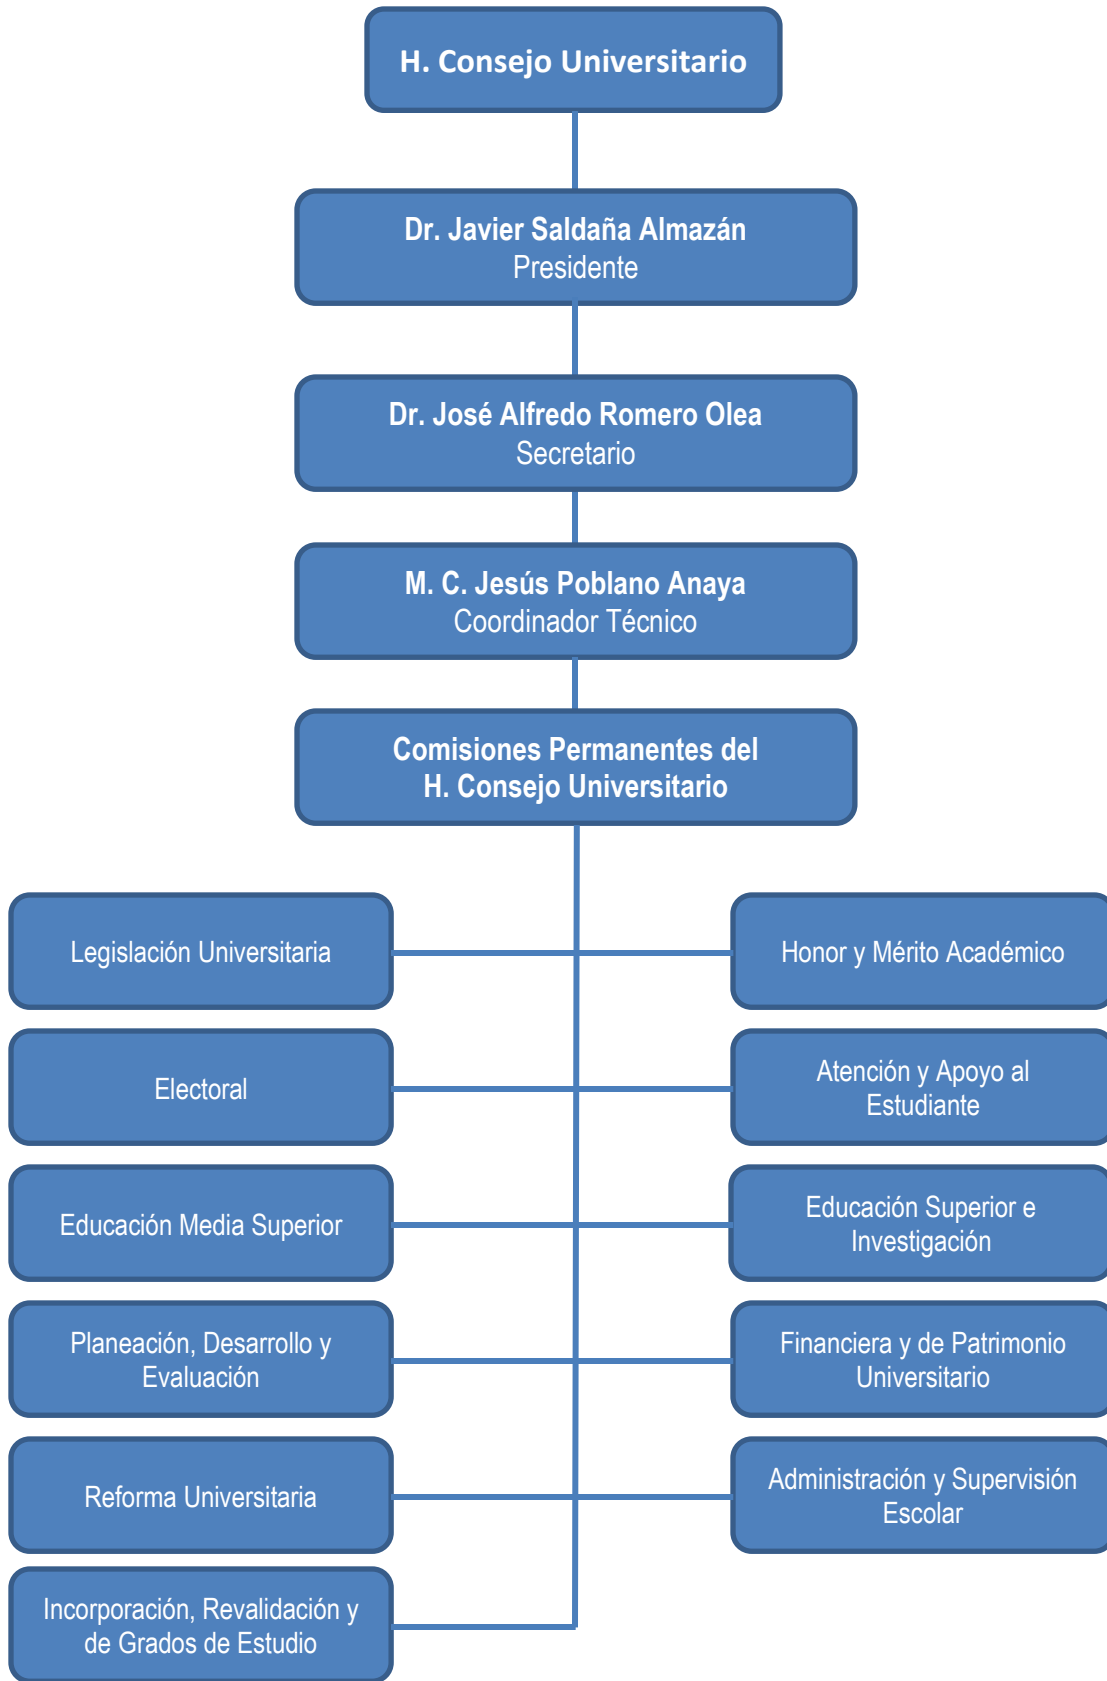 H. Consejo Universitario
Dr. Javier Saldaña Almazán
Presidente
Dr. José Alfredo Romero Olea
Secretario
M. C. Jesús Poblano Anaya
Coordinador Técnico
Comisiones Permanentes del
H. Consejo Universitario
Legislación Universitaria
Honor y Mérito Académico
Electoral
Atención y Apoyo al
Estudiante
Educación Media Superior
Educación Superior e
Investigación
Planeación, Desarrollo y
Evaluación
Financiera y de Patrimonio
Universitario
Reforma Universitaria
Administración y Supervisión
Escolar
Incorporación, Revalidación y
de Grados de Estudio